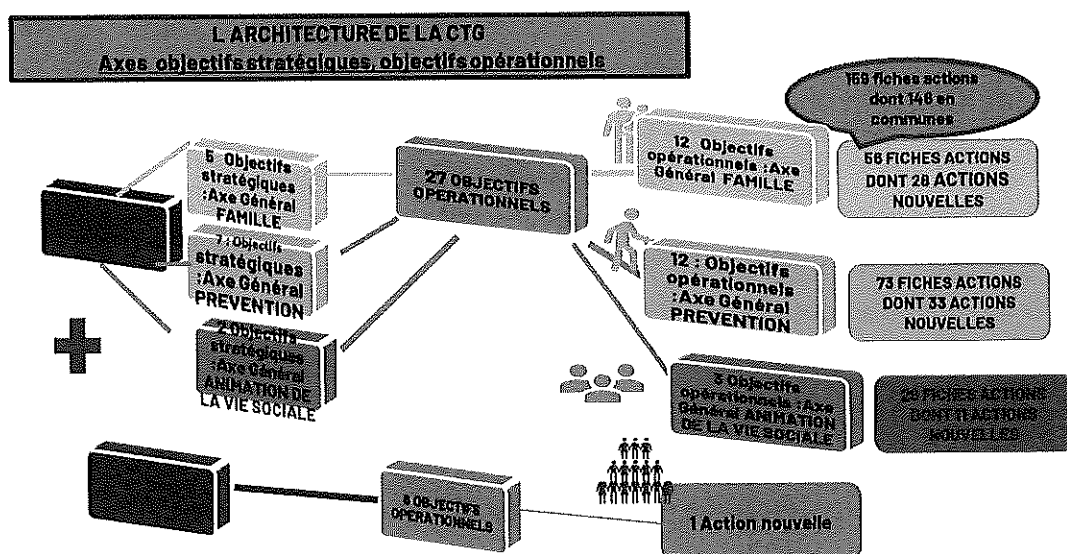 L ARCHITECTURE DE LA CTG
Axes objectifs stratégiques, objectifs opérationnels
159 fiches actions
dont 148 en
communes
5 Objectifs
stratégiques
:Axe Général
FAMILLE
7 : Objectifs
stratégiques
:Axe Général
PREVENTION
2 Objectifs
stratégiques
:Axe Général
ANIMATION DE
LA VIE SOCIALE
27 OBJECTIFS
OPERATIONNELS
12 Objectifs
opérationnels :Axe
Général FAMILLE
12 : Objectifs
opérationnels
:Axe Général
PREVENTION
3 Objectifs
opérationnels :Axe
Général ANIMATION
DE LA VIE SOCIALE
56 FICHES ACTIONS
DONT 28 ACTIONS
NOUVELLES
73 FICHES ACTIONS
DONT 33 ACTIONS
NOUVELLES
FICHES ACTIONS
DONT 11 ACTIONS
NOUVELLES
OBJECTIFS
OPERATIONNELS
1 Action nouvelle